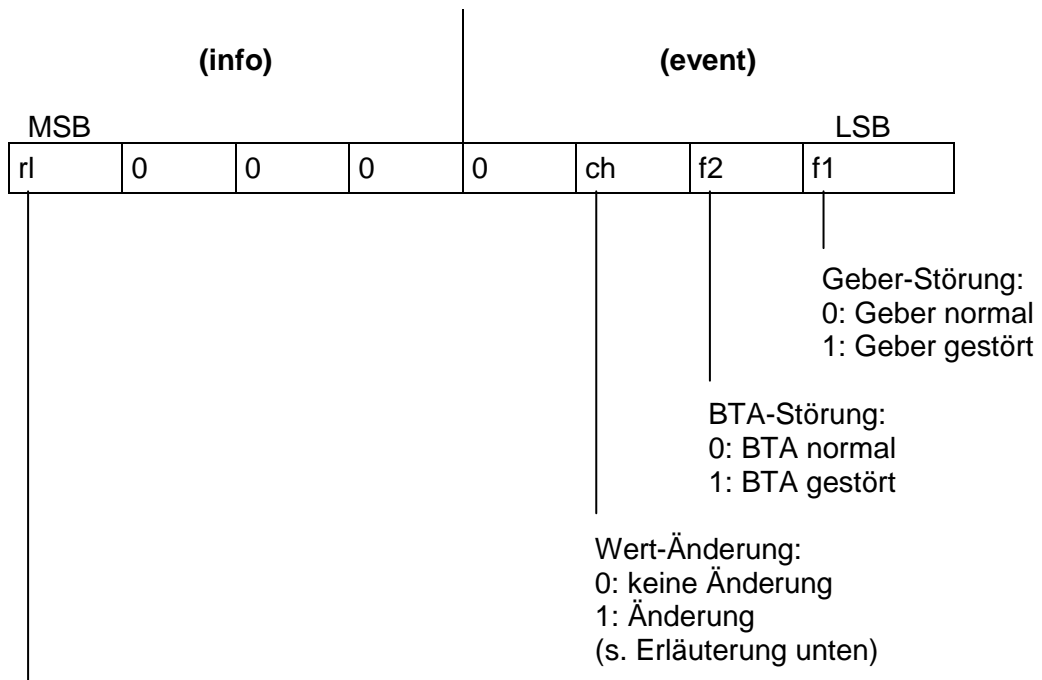 (info) (event)
MSB LSB
rl 0 0 0 0 ch f2 f1
Geber-Störung:
0: Geber normal
1: Geber gestört
BTA-Störung:
0: BTA normal
1: BTA gestört
Wert-Änderung:
0: keine Änderung
1: Änderung
(s. Erläuterung unten)